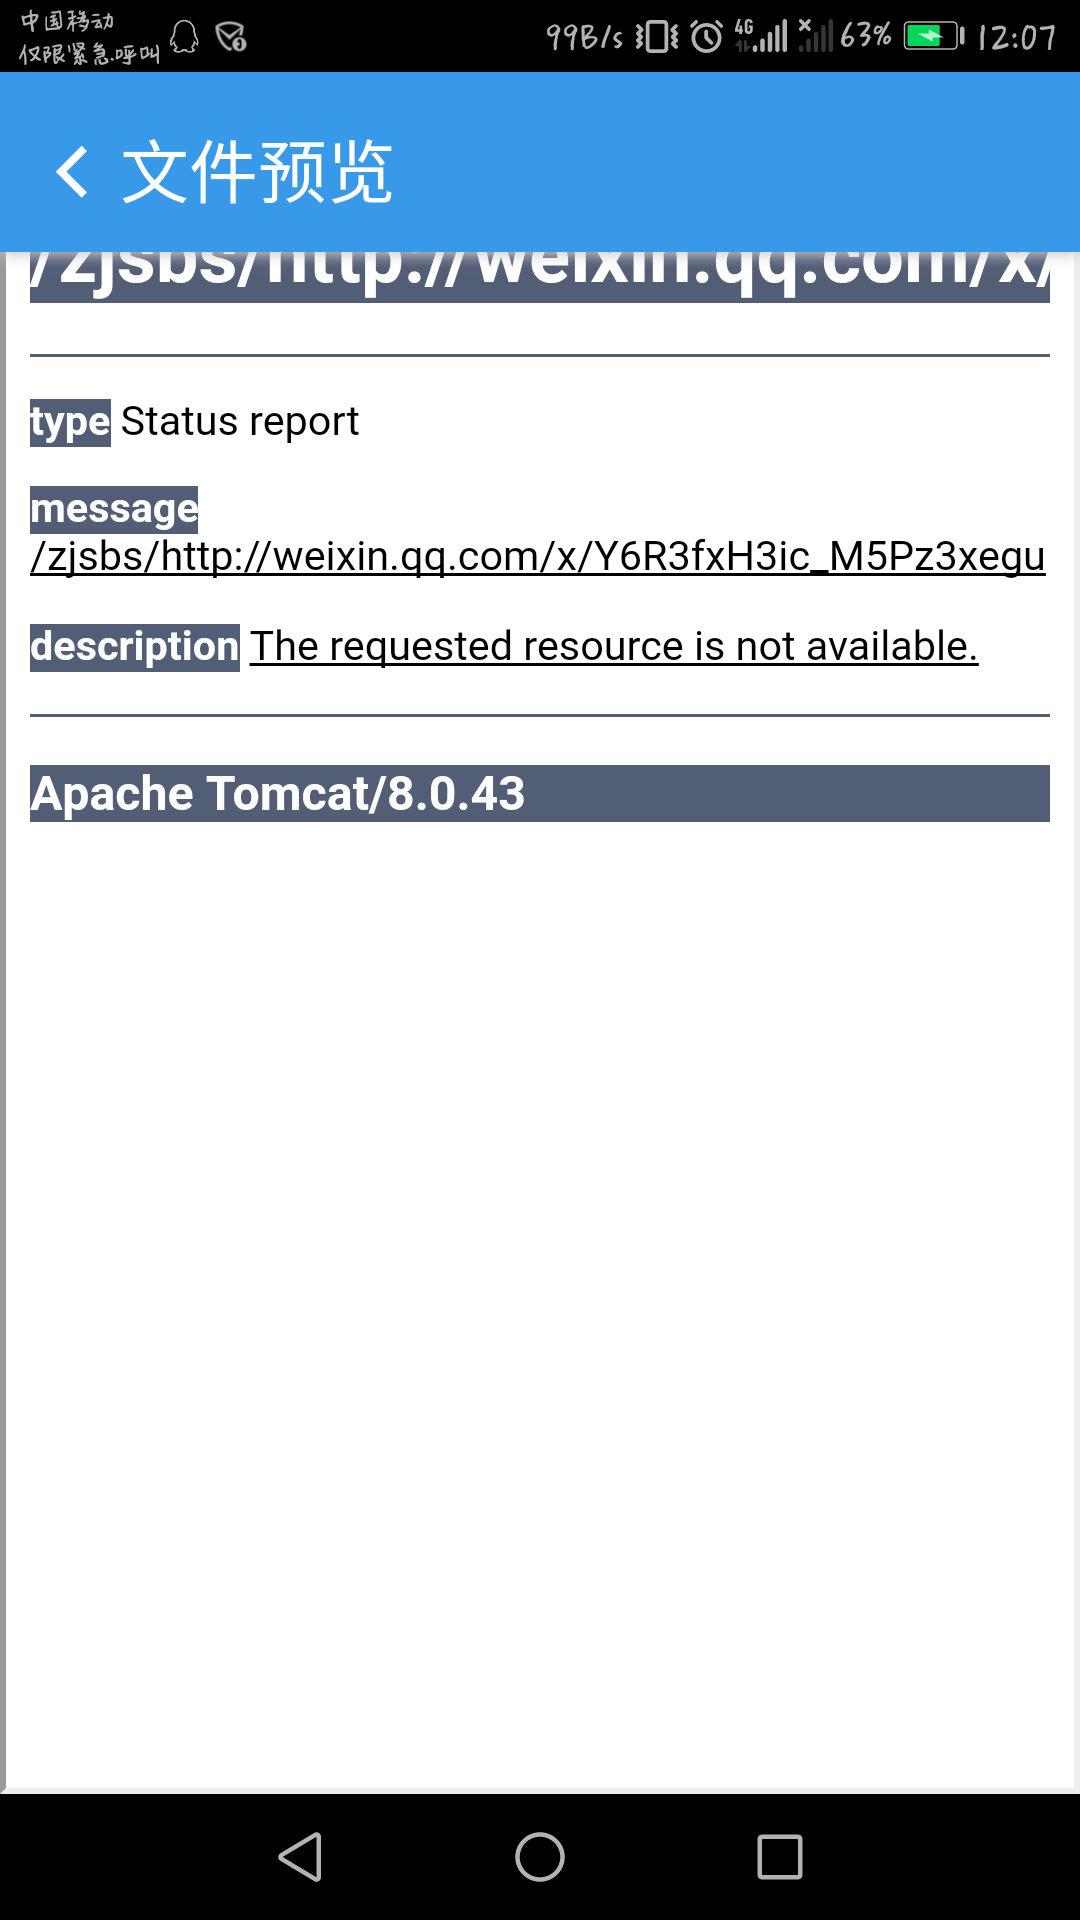 中国移动
仅限紧急呼叫
99B/s 4G 63% 12:07
文件预览
/zjsbs/http://weixin.qq.com/x/
type Status report
message
/zjsbs/http://weixin.qq.com/x/Y6R3fxH3ic_M5Pz3xegu
description The requested resource is not available.
Apache Tomcat/8.0.43